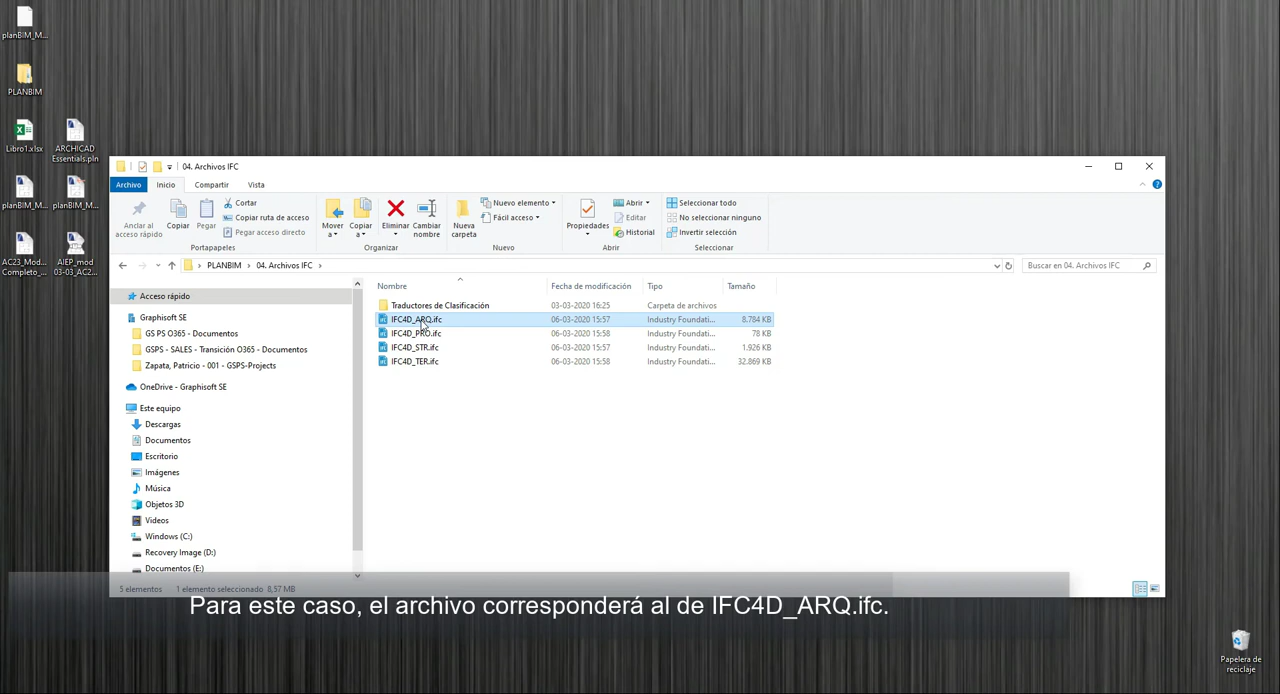 planBIM_M...
PLANBIM
Libro1.xlsx
ARCHICAD
Essentials.pln
planBIM_M...
planBIM_M...
AC23_Mod...
Completo_...
AIEP_mod
03-03_AC2...
04. Archivos IFC
Archivo
Inicio
Compartir
Vista
Anclar al
acceso rápido
Copiar
Pegar
Cortar
Copiar ruta de acceso
Pegar acceso directo
Portapapeles
Mover
a
Copiar
a
Eliminar
Cambiar
nombre
Organizar
Nueva
carpeta
Nuevo elemento
Fácil acceso
Nuevo
Propiedades
Abrir
Editar
Historial
Abrir
Seleccionar todo
No seleccionar ninguno
Invertir selección
Seleccionar
PLANBIM > 04. Archivos IFC >
Buscar en 04. Archivos IFC
Acceso rápido
Graphisoft SE
GS PS O365 - Documentos
GSPS - SALES - Transición O365 - Documentos
Zapata, Patricio - 001 - GSPS-Projects
OneDrive - Graphisoft SE
Este equipo
Descargas
Documentos
Escritorio
Imágenes
Música
Objetos 3D
Videos
Windows (C:)
Recovery Image (D:)
Documentos (E:)
Nombre Fecha de modificación Tipo Tamaño
Traductores de Clasificación 03-03-2020 16:25 Carpeta de archivos
IFC4D_ARQ.ifc 06-03-2020 15:57 Industry Foundati... 8.784 KB
IFC4D_PRO.ifc 06-03-2020 15:58 Industry Foundati... 78 KB
IFC4D_STR.ifc 06-03-2020 15:57 Industry Foundati... 1.926 KB
IFC4D_TER.ifc 06-03-2020 15:58 Industry Foundati... 32.869 KB
5 elementos 1 elemento seleccionado 8,57 MB
Para este caso, el archivo corresponderá al de IFC4D_ARQ.ifc.
Papelera de
reciclaje